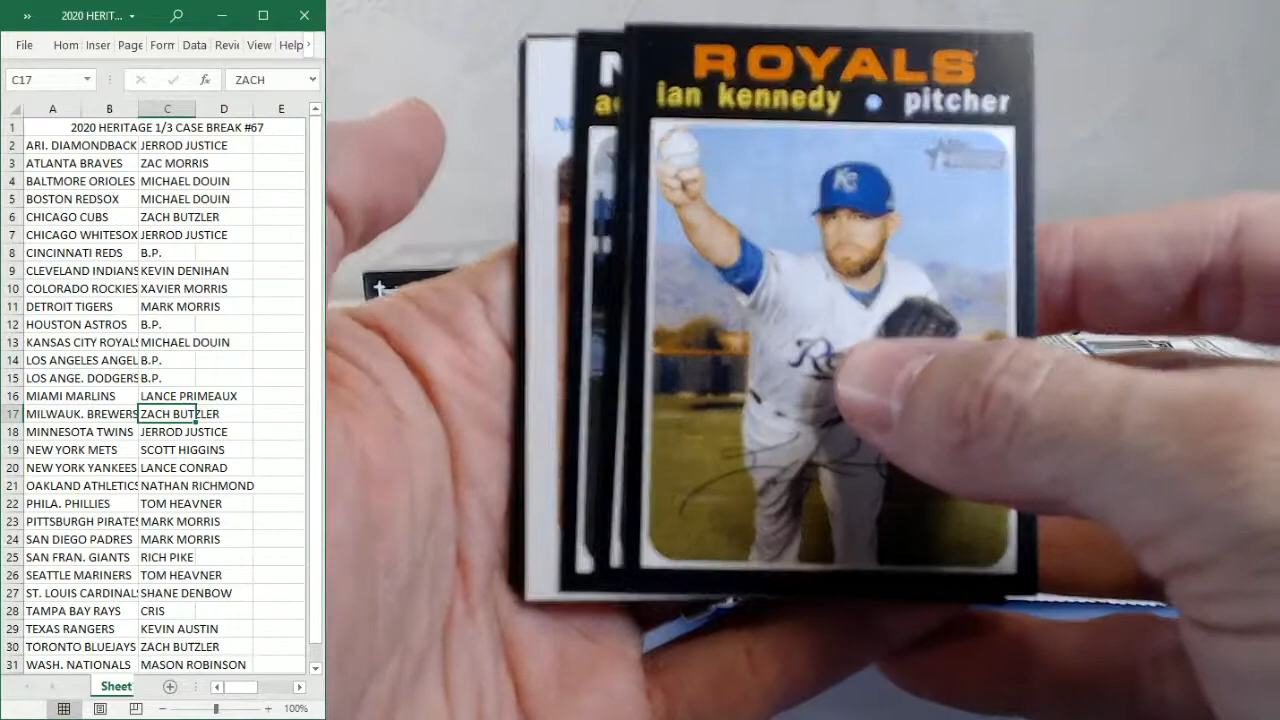 2020 HERIT...
File Hom Inser Page Form Data Revi View Help
C17 fx ZACH
A B C D E
1 2020 HERITAGE 1/3 CASE BREAK #67
2 ARI. DIAMONDBACK JERROD JUSTICE
3 ATLANTA BRAVES ZAC MORRIS
4 BALTMORE ORIOLES MICHAEL DOUIN
5 BOSTON REDSOX MICHAEL DOUIN
6 CHICAGO CUBS ZACH BUTZLER
7 CHICAGO WHITESOX JERROD JUSTICE
8 CINCINNATI REDS B.P.
9 CLEVELAND INDIANS KEVIN DENIHAN
10 COLORADO ROCKIES XAVIER MORRIS
11 DETROIT TIGERS MARK MORRIS
12 HOUSTON ASTROS B.P.
13 KANSAS CITY ROYALS MICHAEL DOUIN
14 LOS ANGELES ANGEL B.P.
15 LOS ANGE. DODGERS B.P.
16 MIAMI MARLINS LANCE PRIMEAUX
17 MILWAUK. BREWERS ZACH BUTZLER
18 MINNESOTA TWINS JERROD JUSTICE
19 NEW YORK METS SCOTT HIGGINS
20 NEW YORK YANKEES LANCE CONRAD
21 OAKLAND ATHLETICS NATHAN RICHMOND
22 PHILA. PHILLIES TOM HEAVNER
23 PITTSBURGH PIRATES MARK MORRIS
24 SAN DIEGO PADRES MARK MORRIS
25 SAN FRAN. GIANTS RICH PIKE
26 SEATTLE MARINERS TOM HEAVNER
27 ST. LOUIS CARDINALS SHANE DENBOW
28 TAMPA BAY RAYS CRIS
29 TEXAS RANGERS KEVIN AUSTIN
30 TORONTO BLUEJAYS ZACH BUTZLER
31 WASH. NATIONALS MASON ROBINSON
Sheet
100%
ROYALS
ian kennedy • pitcher
KC